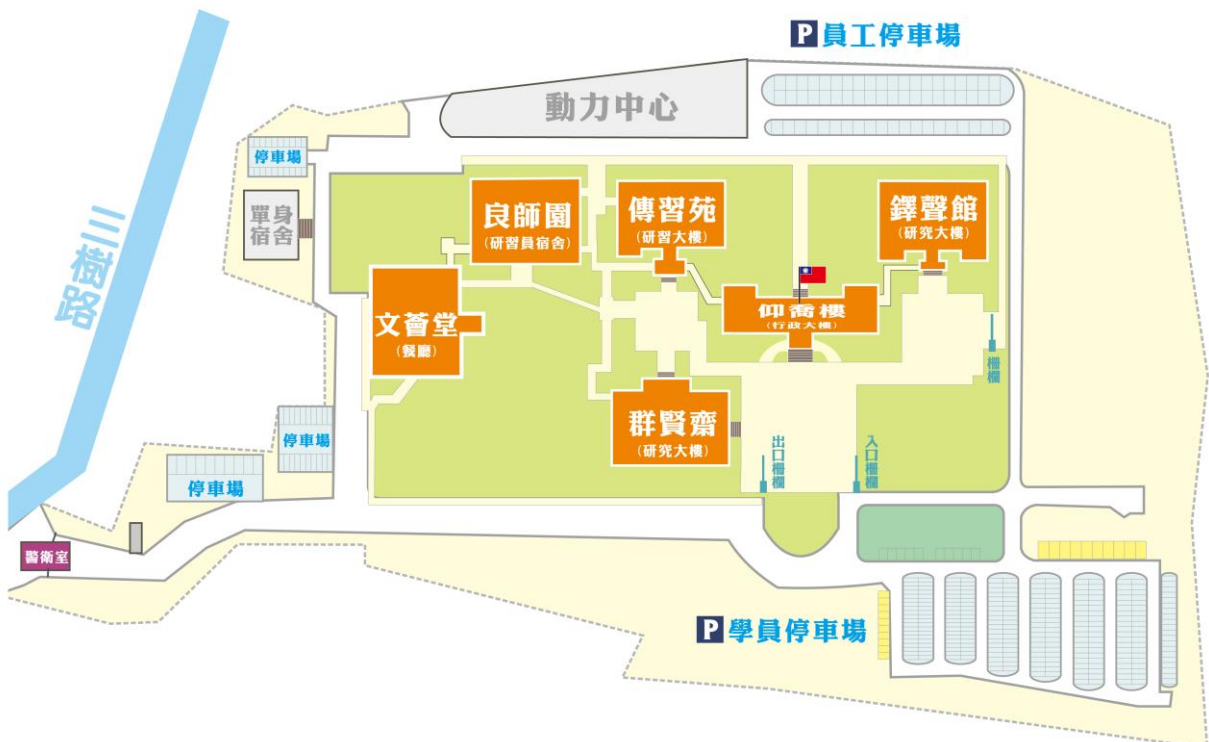 P 員工停車場
動力中心
停車場
單身
宿舍
三樹路
良師園
(研習員宿舍)
傳習苑
(研習大樓)
鐸聲館
(研究大樓)
仰喬樓
(行政大樓)
文薈堂
(餐廳)
柵欄
群賢齋
(研究大樓)
出口柵欄
入口柵欄
停車場
停車場
警衛室
P 學員停車場